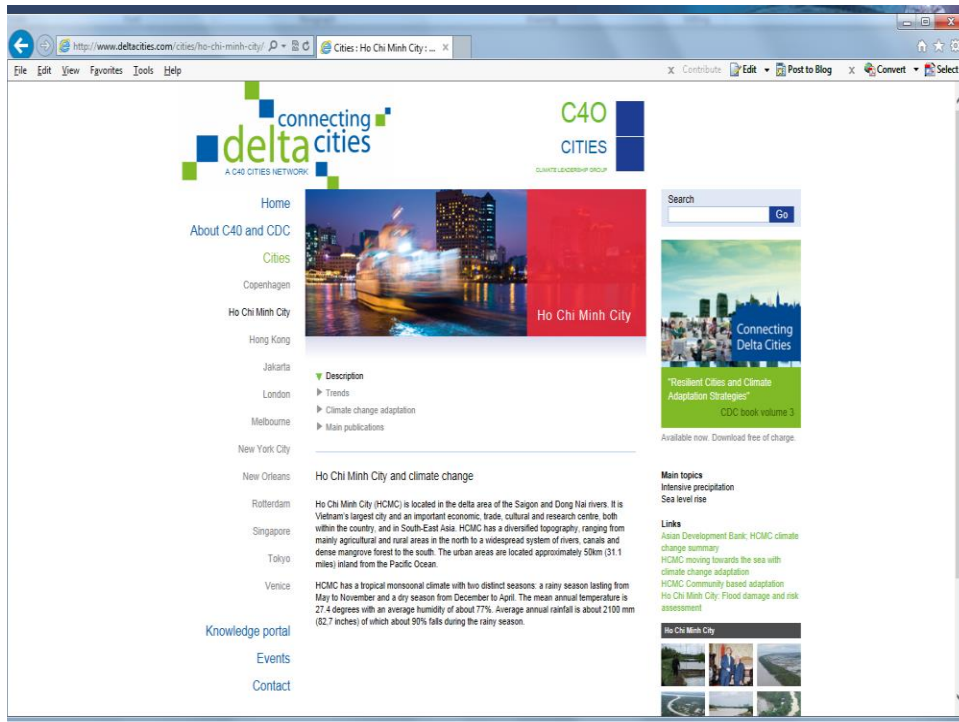 http://www.deltacities.com/cities/ho-chi-minh-city/
Cities : Ho Chi Minh City : ...
x
File Edit View Favorites Tools Help
x Contribute Edit Post to Blog x Convert Select
connecting
delta cities
A C40 CITIES NETWORK
C40
CITIES
CLIMATE LEADERSHIP GROUP
Home
About C40 and CDC
Cities
Copenhagen
Ho Chi Minh City
Hong Kong
Jakarta
London
Melbourne
New York City
New Orleans
Rotterdam
Singapore
Tokyo
Venice
Knowledge portal
Events
Contact
Ho Chi Minh City
Description
Trends
Climate change adaptation
Main publications
Ho Chi Minh City and climate change
Ho Chi Minh City (HCMC) is located in the delta area of the Saigon and Dong Nai rivers. It is
Vietnam's largest city and an important economic, trade, cultural and research centre, both
within the country, and in South-East Asia. HCMC has a diversified topography, ranging from
mainly agricultural and rural areas in the north to a widespread system of rivers, canals and
dense mangrove forest to the south. The urban areas are located approximately 50km (31.1
miles) inland from the Pacific Ocean.
HCMC has a tropical monsoonal climate with two distinct seasons: a rainy season lasting from
May to November and a dry season from December to April. The mean annual temperature is
27.4 degrees with an average humidity of about 77%. Average annual rainfall is about 2100 mm
(82.7 inches) of which about 90% falls during the rainy season.
Search
Go
Connecting
Delta Cities
"Resilient Cities and Climate
Adaptation Strategies"
CDC book volume 3
Available now. Download free of charge.
Main topics
Intensive precipitation
Sea level rise
Links
Asian Development Bank; HCMC climate
change summary
HCMC moving towards the sea with
climate change adaptation
HCMC Community based adaptation
Ho Chi Minh City: Flood damage and risk
assessment
Ho Chi Minh City